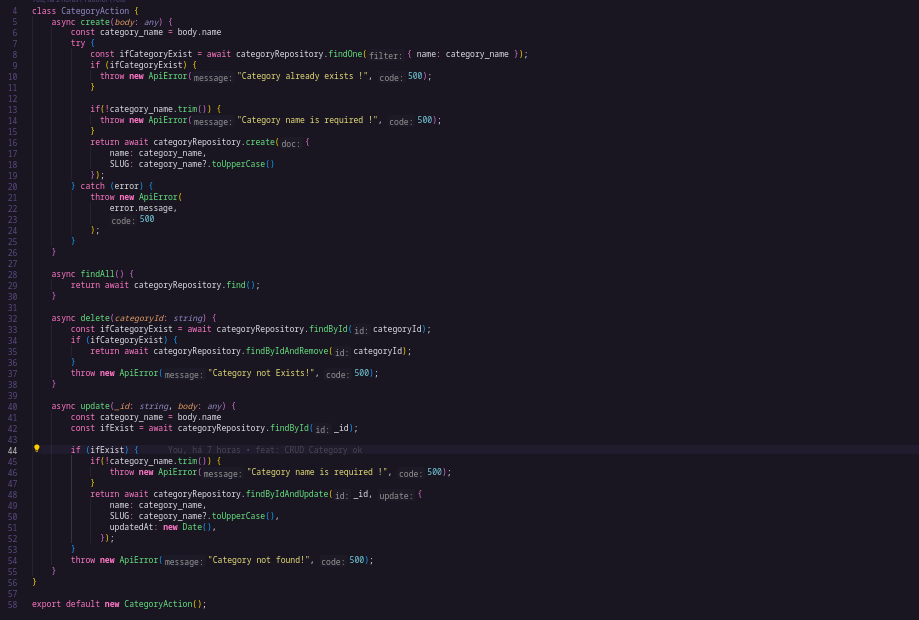 4 class CategoryAction {
5 async create(body: any) {
6 const category_name = body.name
7 try {
8 const ifCategoryExist = await categoryRepository.findOne(filter: { name: category_name });
9 if (ifCategoryExist) {
10 throw new ApiError(message: "Category already exists !", code: 500);
11 }
12
13 if(!category_name.trim()) {
14 throw new ApiError(message: "Category name is required !", code: 500);
15 }
16 return await categoryRepository.create(doc: {
17 name: category_name,
18 SLUG: category_name?.toUpperCase()
19 });
20 } catch (error) {
21 throw new ApiError(
22 error.message,
23 code: 500
24 );
25 }
26 }
27
28 async findAll() {
29 return await categoryRepository.find();
30 }
31
32 async delete(categoryId: string) {
33 const ifCategoryExist = await categoryRepository.findById(id: categoryId);
34 if (ifCategoryExist) {
35 return await categoryRepository.findByIdAndRemove(id: categoryId);
36 }
37 throw new ApiError(message: "Category not Exists!", code: 500);
38 }
39
40 async update(_id: string, body: any) {
41 const category_name = body.name
42 const ifExist = await categoryRepository.findById(id: _id);
43
44 if (ifExist) { You, há 7 horas • feat: CRUD Category ok
45 if(!category_name.trim()) {
46 throw new ApiError(message: "Category name is required !", code: 500);
47 }
48 return await categoryRepository.findByIdAndUpdate(id: _id, update: {
49 name: category_name,
50 SLUG: category_name?.toUpperCase(),
51 updatedAt: new Date(),
52 });
53 }
54 throw new ApiError(message: "Category not found!", code: 500);
55 }
56 }
57
58 export default new CategoryAction();